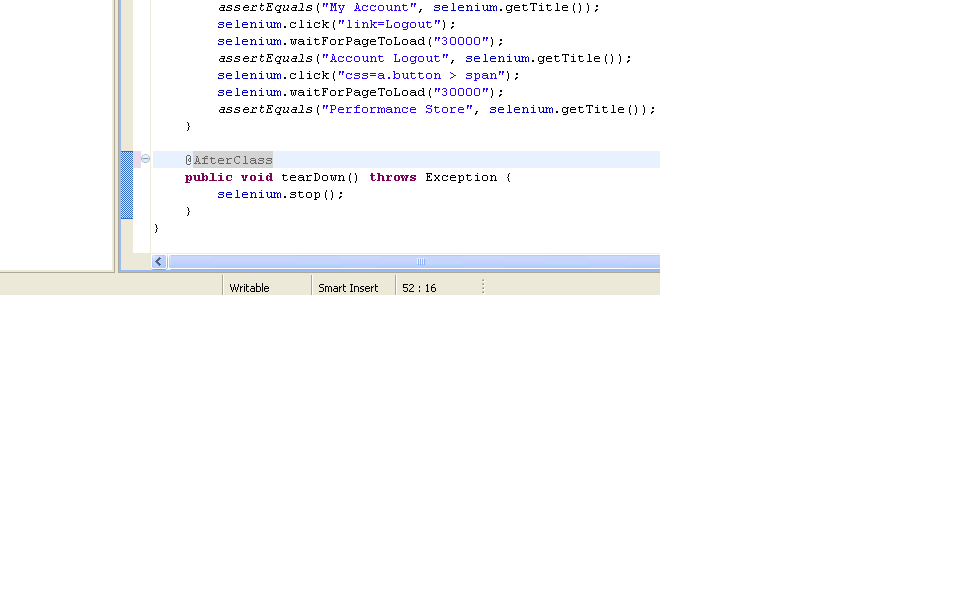 assertEquals("My Account", selenium.getTitle());
selenium.click("link=Logout");
selenium.waitForPageToLoad("30000");
assertEquals("Account Logout", selenium.getTitle());
selenium.click("css=a.button > span");
selenium.waitForPageToLoad("30000");
assertEquals("Performance Store", selenium.getTitle());
}
@AfterClass
public void tearDown() throws Exception {
selenium.stop();
}
}
Writable Smart Insert 52 : 16